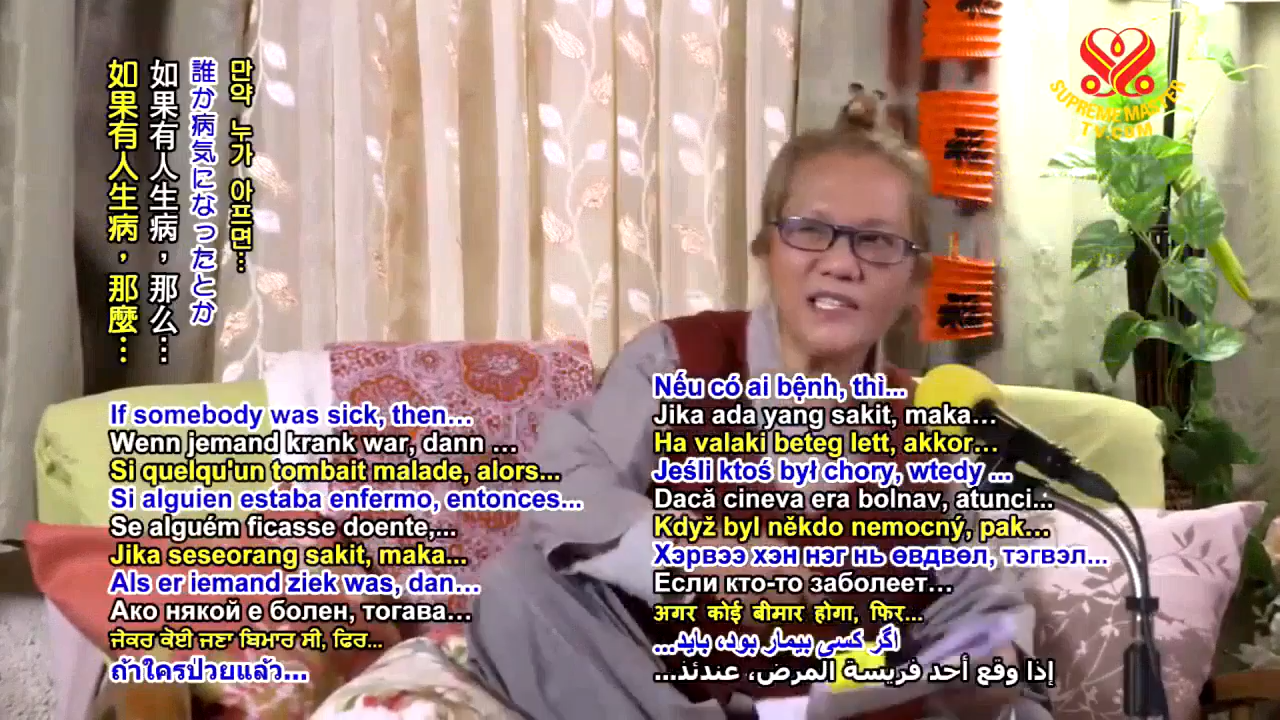 만약 누가 아프면...
誰か病気になったとか
如果有人生病，那么…
如果有人生病，那麼…
SUPREME MASTER
TV.COM
If somebody was sick, then…
Wenn jemand krank war, dann …
Si quelqu'un tombait malade, alors...
Si alguien estaba enfermo, entonces...
Se alguém ficasse doente,...
Jika seseorang sakit, maka...
Als er iemand ziek was, dan…
Ако някой е болен, тогава…
ਜੇਕਰ ਕੋਈ ਜਣਾ ਬਿਮਾਰ ਸੀ, ਫਿਰ...
ถ้าใครป่วยแล้ว...
Nếu có ai bệnh, thì...
Jika ada yang sakit, maka…
Ha valaki beteg lett, akkor…
Jeśli ktoś był chory, wtedy ...
Dacă cineva era bolnav, atunci...
Když byl někdo nemocný, pak...
Хэрвээ хэн нэг нь өвдвөл, тэгвэл...
Если кто-то заболеет…
अगर कोई बीमार होगा, फिर...
اگر کسی بیمار بود، باید...
إذا وقع أحد فريسة المرض، عندئذ...